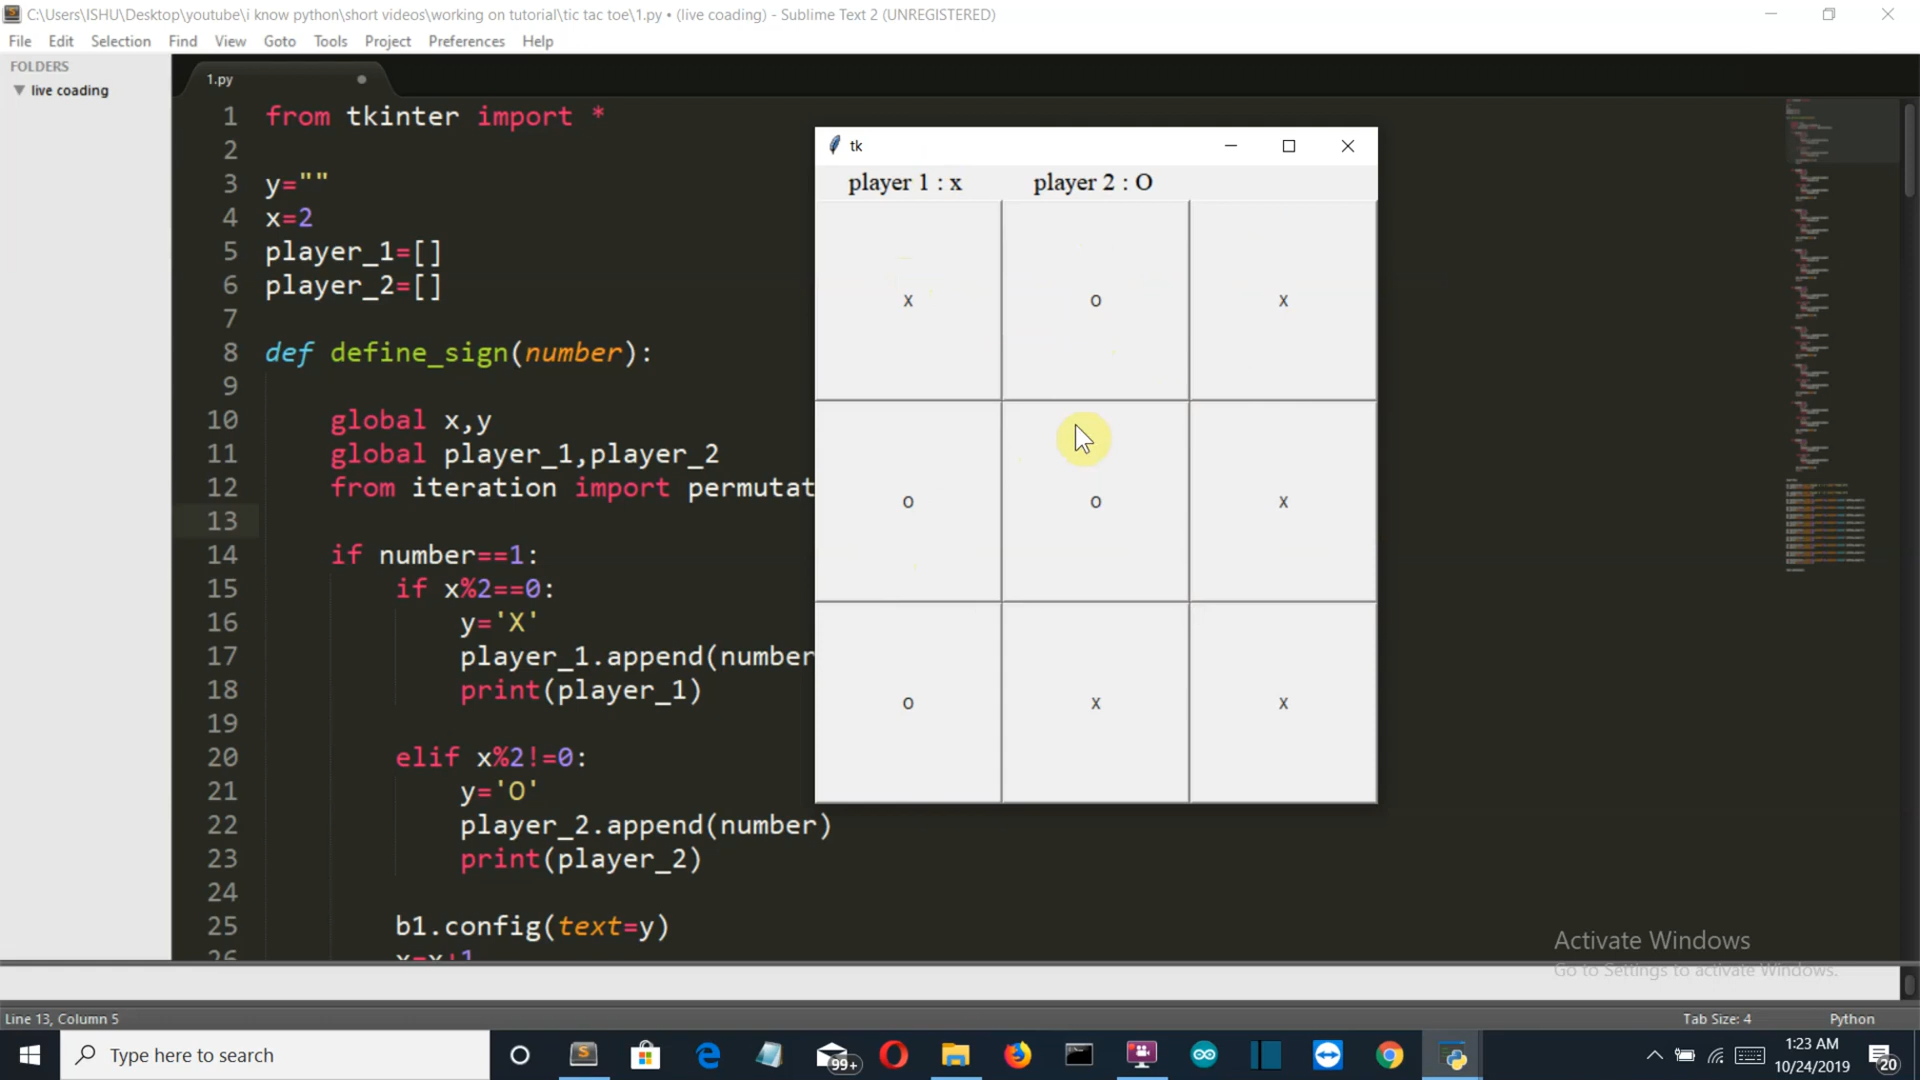 C:\Users\ISHU\Desktop\youtube\i know python\short videos\working on tutorial\tic tac toe\1.py • (live coading) - Sublime Text 2 (UNREGISTERED)
File Edit Selection Find View Goto Tools Project Preferences Help
FOLDERS
live coading
1.py
1 from tkinter import *
2
3 y=""
4 x=2
5 player_1=[]
6 player_2=[]
7
8 def define_sign(number):
9
10 global x,y
11 global player_1,player_2
12 from iteration import permutat
13
14 if number==1:
15 if x%2==0:
16 y='X'
17 player_1.append(number
18 print(player_1)
19
20 elif x%2!=0:
21 y='O'
22 player_2.append(number)
23 print(player_2)
24
25 b1.config(text=y)
26 x=x+1
tk
player 1 : x player 2 : O
X O X
O O X
O X X
Activate Windows
Go to Settings to activate Windows.
Line 13, Column 5
Tab Size: 4 Python
Type here to search
99+
1:23 AM
10/24/2019
20